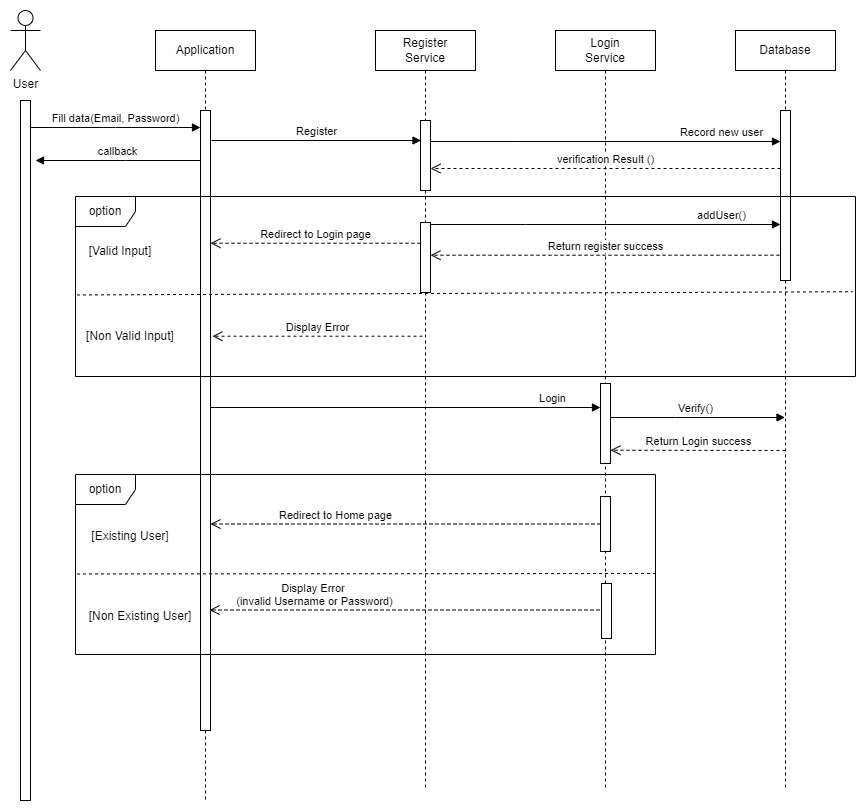 User
Application
Register
Service
Login
Service
Database
Fill data(Email, Password)
Register
Record new user
callback
verification Result ()
option
addUser()
Redirect to Login page
Return register success
[Valid Input]
Display Error
[Non Valid Input]
Login
Verify()
Return Login success
option
Redirect to Home page
[Existing User]
Display Error
(invalid Username or Password)
[Non Existing User]